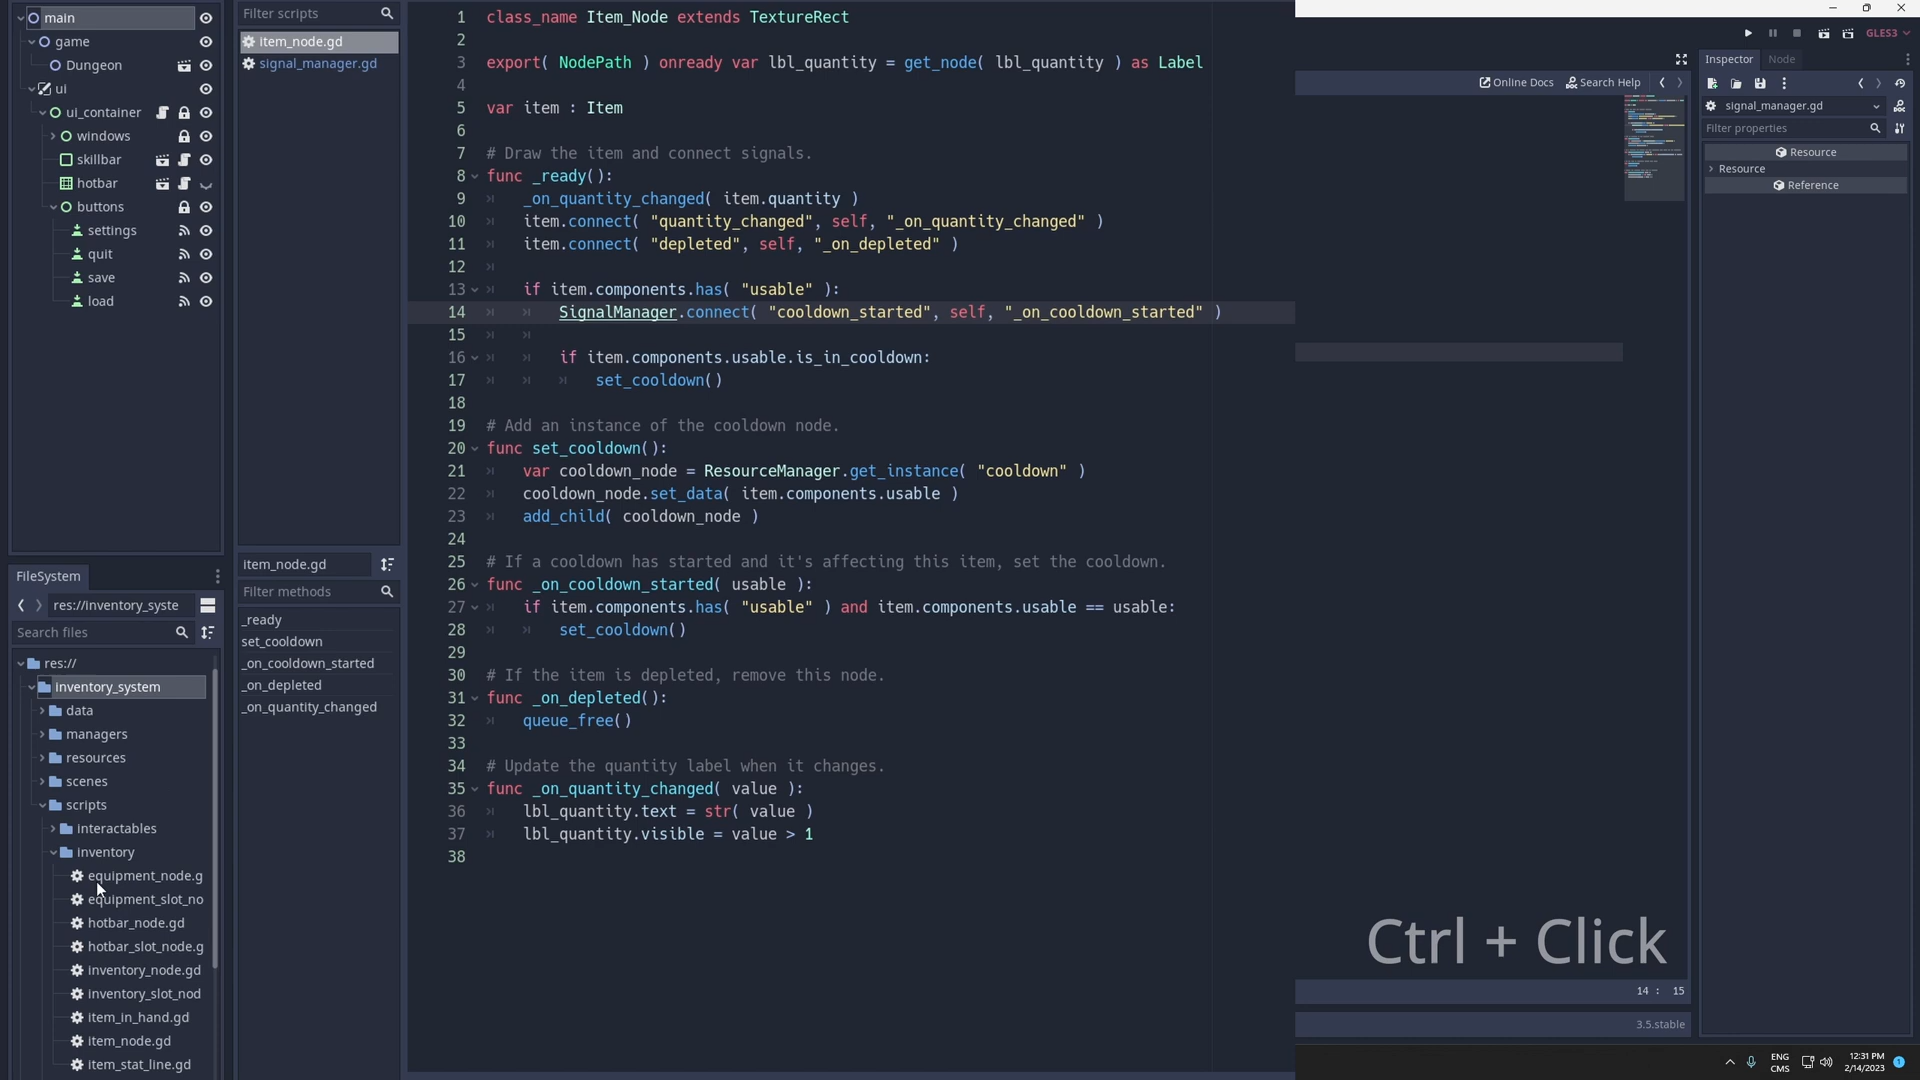 main
game
Dungeon
ui
ui_container
windows
skillbar
hotbar
buttons
settings
quit
save
load
FileSystem
res://inventory_syste
Search files
res://
inventory_system
data
managers
resources
scenes
scripts
interactables
inventory
equipment_node.g
equipment_slot_no
hotbar_node.gd
hotbar_slot_node.g
inventory_node.gd
inventory_slot_nod
item_in_hand.gd
item_node.gd
item_stat_line.gd
Filter scripts
item_node.gd
signal_manager.gd
item_node.gd
Filter methods
_ready
set_cooldown
_on_cooldown_started
_on_depleted
_on_quantity_changed
1 class_name Item_Node extends TextureRect
2
3 export( NodePath ) onready var lbl_quantity = get_node( lbl_quantity ) as Label
4
5 var item : Item
6
7 # Draw the item and connect signals.
8 func _ready():
9 _on_quantity_changed( item.quantity )
10 item.connect( "quantity_changed", self, "_on_quantity_changed" )
11 item.connect( "depleted", self, "_on_depleted" )
12
13 if item.components.has( "usable" ):
14 SignalManager.connect( "cooldown_started", self, "_on_cooldown_started" )
15
16 if item.components.usable.is_in_cooldown:
17 set_cooldown()
18
19 # Add an instance of the cooldown node.
20 func set_cooldown():
21 var cooldown_node = ResourceManager.get_instance( "cooldown" )
22 cooldown_node.set_data( item.components.usable )
23 add_child( cooldown_node )
24
25 # If a cooldown has started and it's affecting this item, set the cooldown.
26 func _on_cooldown_started( usable ):
27 if item.components.has( "usable" ) and item.components.usable == usable:
28 set_cooldown()
29
30 # If the item is depleted, remove this node.
31 func _on_depleted():
32 queue_free()
33
34 # Update the quantity label when it changes.
35 func _on_quantity_changed( value ):
36 lbl_quantity.text = str( value )
37 lbl_quantity.visible = value > 1
38
GLES3
Online Docs
Search Help
Inspector
Node
signal_manager.gd
Filter properties
Resource
Resource
Reference
Ctrl + Click
14 : 15
3.5.stable
ENG
CMS
12:31 PM
2/14/2023
1